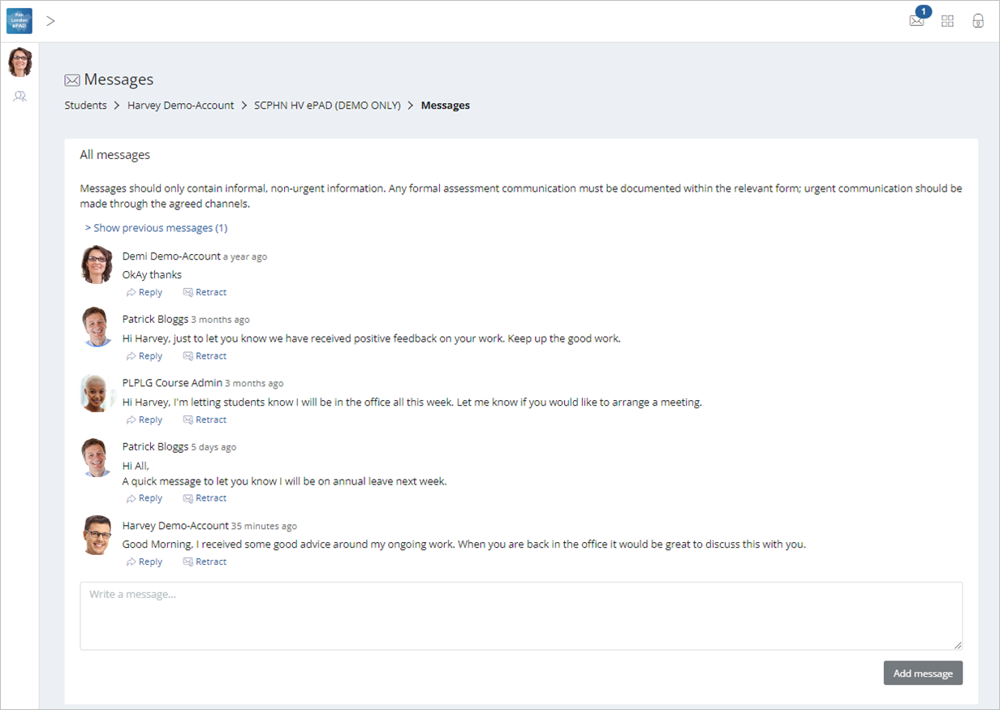 Pan
London
ePAD
>
1
Messages
Students > Harvey Demo-Account > SCPHN HV ePAD (DEMO ONLY) > Messages
All messages
Messages should only contain informal, non-urgent information. Any formal assessment communication must be documented within the relevant form; urgent communication should be
made through the agreed channels.
> Show previous messages (1)
Demi Demo-Account a year ago
OkAy thanks
Reply Retract
Patrick Bloggs 3 months ago
Hi Harvey, just to let you know we have received positive feedback on your work. Keep up the good work.
Reply Retract
PLPLG Course Admin 3 months ago
Hi Harvey, I'm letting students know I will be in the office all this week. Let me know if you would like to arrange a meeting.
Reply Retract
Patrick Bloggs 5 days ago
Hi All,
A quick message to let you know I will be on annual leave next week.
Reply Retract
Harvey Demo-Account 35 minutes ago
Good Morning, I received some good advice around my ongoing work. When you are back in the office it would be great to discuss this with you.
Reply Retract
Write a message...
Add message